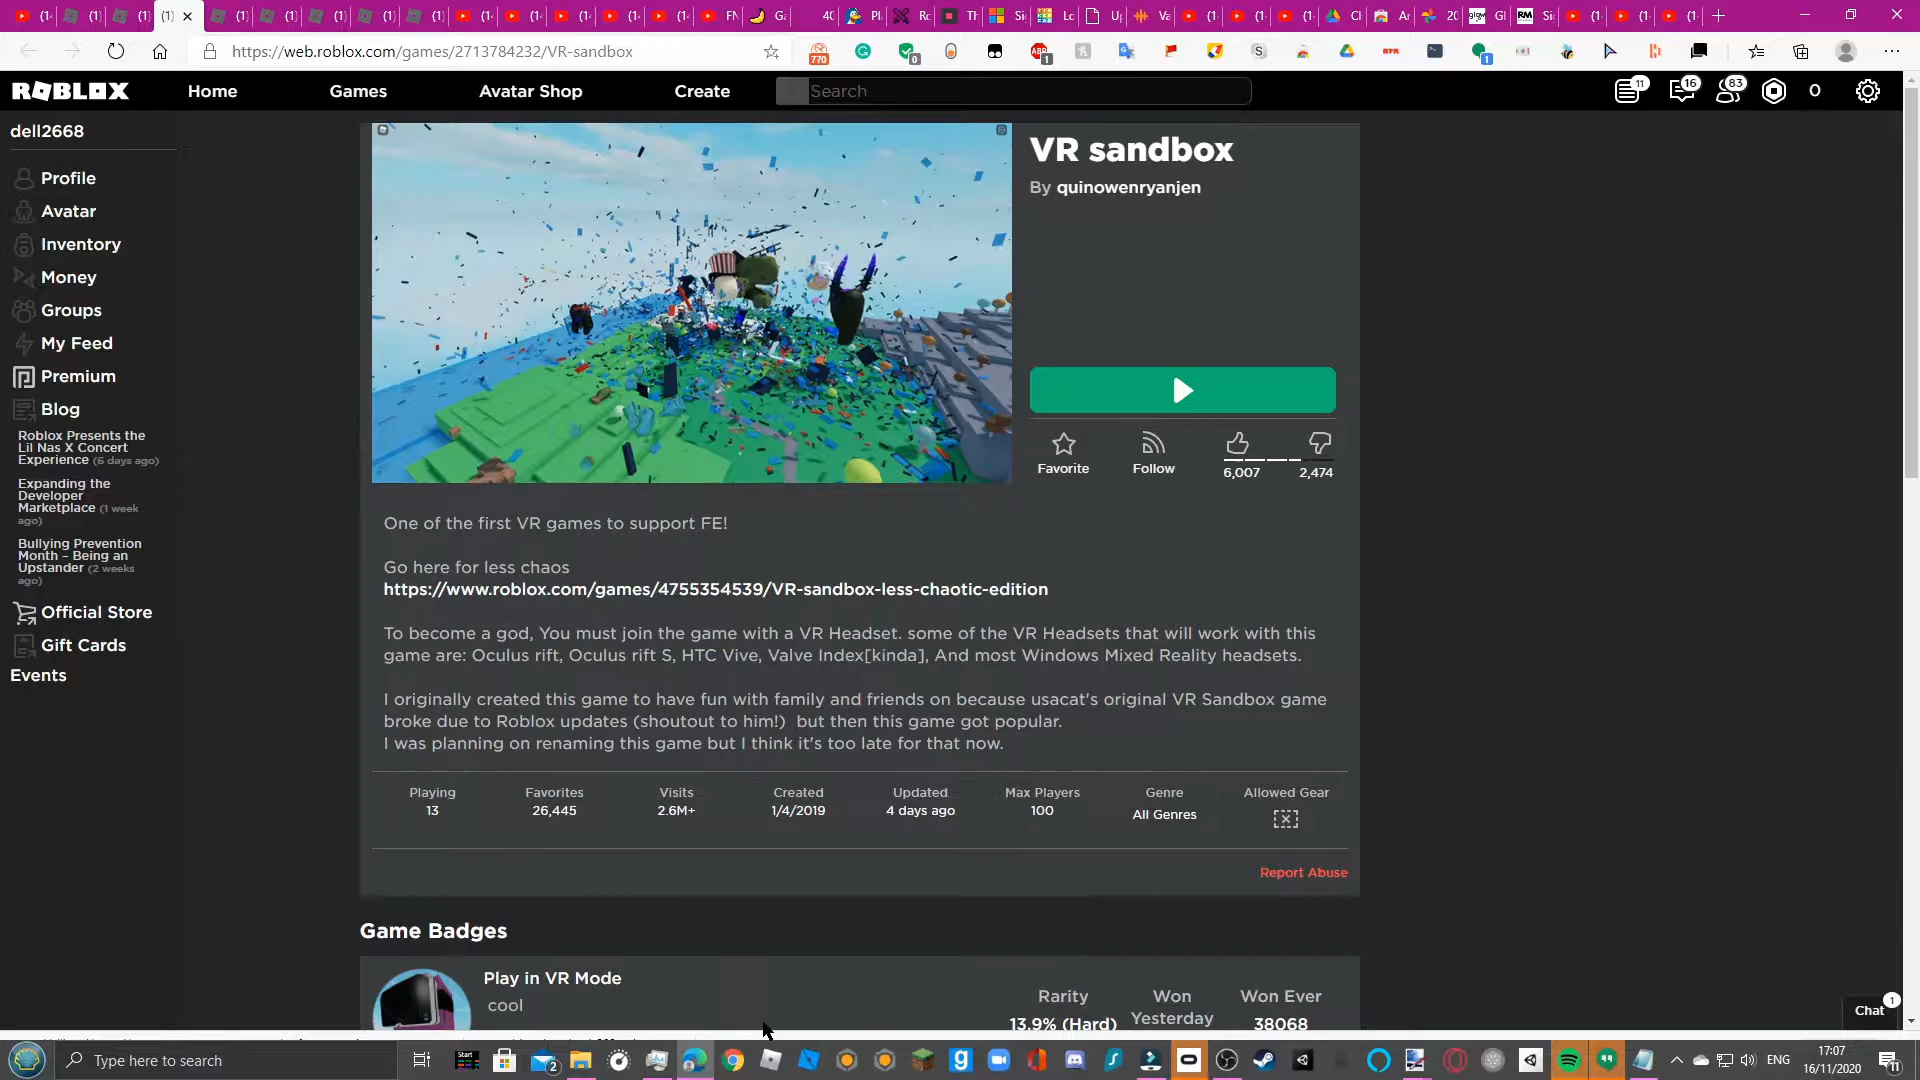 https://web.roblox.com/games/2713784232/VR-sandbox
770
0
1
1
ROBLOX
Home
Games
Avatar Shop
Create
Search
11
16
83
0
dell2668
Profile
Avatar
Inventory
Money
Groups
My Feed
Premium
Blog
Roblox Presents the
Lil Nas X Concert
Experience (6 days ago)
Expanding the
Developer
Marketplace (1 week
ago)
Bullying Prevention
Month – Being an
Upstander (2 weeks
ago)
Official Store
Gift Cards
Events
VR sandbox
By quinowenryanjen
Favorite
Follow
6,007
2,474
One of the first VR games to support FE!
Go here for less chaos
https://www.roblox.com/games/4755354539/VR-sandbox-less-chaotic-edition
To become a god, You must join the game with a VR Headset. some of the VR Headsets that will work with this
game are: Oculus rift, Oculus rift S, HTC Vive, Valve Index[kinda], And most Windows Mixed Reality headsets.
I originally created this game to have fun with family and friends on because usacat's original VR Sandbox game
broke due to Roblox updates (shoutout to him!) but then this game got popular.
I was planning on renaming this game but I think it's too late for that now.
Playing
Favorites
Visits
Created
Updated
Max Players
Genre
Allowed Gear
13
26,445
2.6M+
1/4/2019
4 days ago
100
All Genres
Report Abuse
Game Badges
Play in VR Mode
cool
Rarity
13.9% (Hard)
Won
Yesterday
Won Ever
38068
Chat
1
Type here to search
Start
2
ENG
17:07
16/11/2020
11